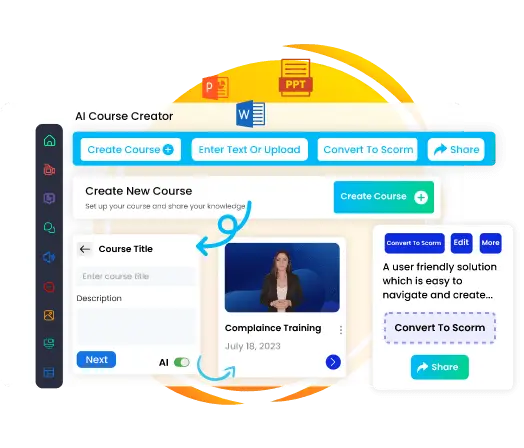 P
PPT
W
AI Course Creator
Create Course
Enter Text Or Upload
Convert To Scorm
Share
Create New Course
Set up your course and share your knowledge
Create Course
Course Title
Enter course title
Description
Next
AI
Complaince Training
July 18, 2023
Convert To Scorm
Edit
More
A user friendly solution
which is easy to
navigate and create...
Convert To Scorm
Share